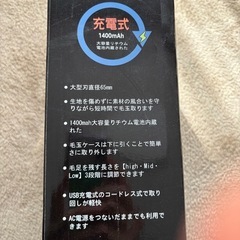 充電式
1400mAh
大容量リチウム
電池内蔵された
● 大型刃直径65mm
● 生地を傷めずに素材の風合いを守り
ながら短時間で毛玉取ります
● 1400mah大容量リチウム電池内蔵
れた
● 毛玉ケースは下に引くことで簡単
さに取り外します
● 毛足を残す長さを【high・Mid・
Low】3段階に調節できます
● USB充電式のコードレス式で取り
回しが軽快
● AC電源をつないだままでも利用で
きます